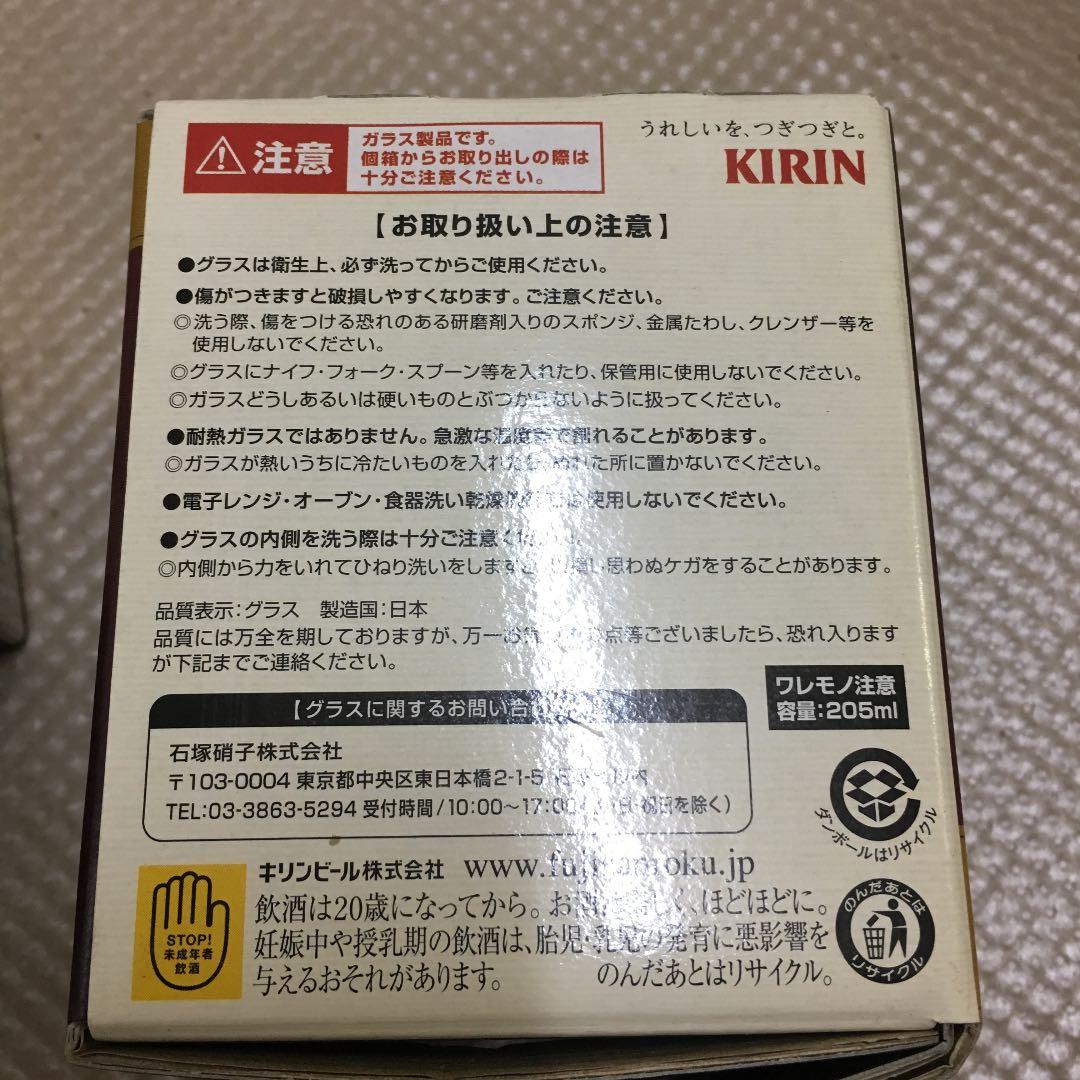 注意
ガラス製品です。
個箱からお取り出しの際は
十分ご注意ください。
うれしいを、つぎつぎと。
KIRIN
【お取り扱い上の注意】
●グラスは衛生上、必ず洗ってからご使用ください。
●傷がつきますと破損しやすくなります。ご注意ください。
◎洗う際、傷をつける恐れのある研磨剤入りのスポンジ、金属たわし、クレンザー等を
使用しないでください。
◎グラスにナイフ・フォーク・スプーン等を入れたり、保管用に使用しないでください。
◎ガラスどうしあるいは硬いものとぶつからないように扱ってください。
●耐熱ガラスではありません。急激な温度差で割れることがあります。
◎ガラスが熱いうちに冷たいものを入れたり、ぬれた所に置かないでください。
●電子レンジ・オーブン・食器洗い乾燥 使用しないでください。
●グラスの内側を洗う際は十分ご注意ください。
◎内側から力をいれてひねり洗いをしますと 思わぬケガをすることがあります。
品質表示:グラス 製造国:日本
品質には万全を期しておりますが、万一お 点等ございましたら、恐れ入ります
が下記までご連絡ください。
ワレモノ注意
容量:205ml
【グラスに関するお問い合
石塚硝子株式会社
〒103-0004 東京都中央区東日本橋2-1-5
TEL:03-3863-5294 受付時間/10:00〜17:00 祝日を除く)
ダンボールはリサイクル
STOP!
未成年者
飲酒
キリンビール株式会社 www.fujisanroku.jp
飲酒は20歳になってから。お酒は楽しく、ほどほどに。
妊娠中や授乳期の飲酒は、胎児・乳児の発育に悪影響を
与えるおそれがあります。 のんだあとはリサイクル。
のんだあとは
リサイクル